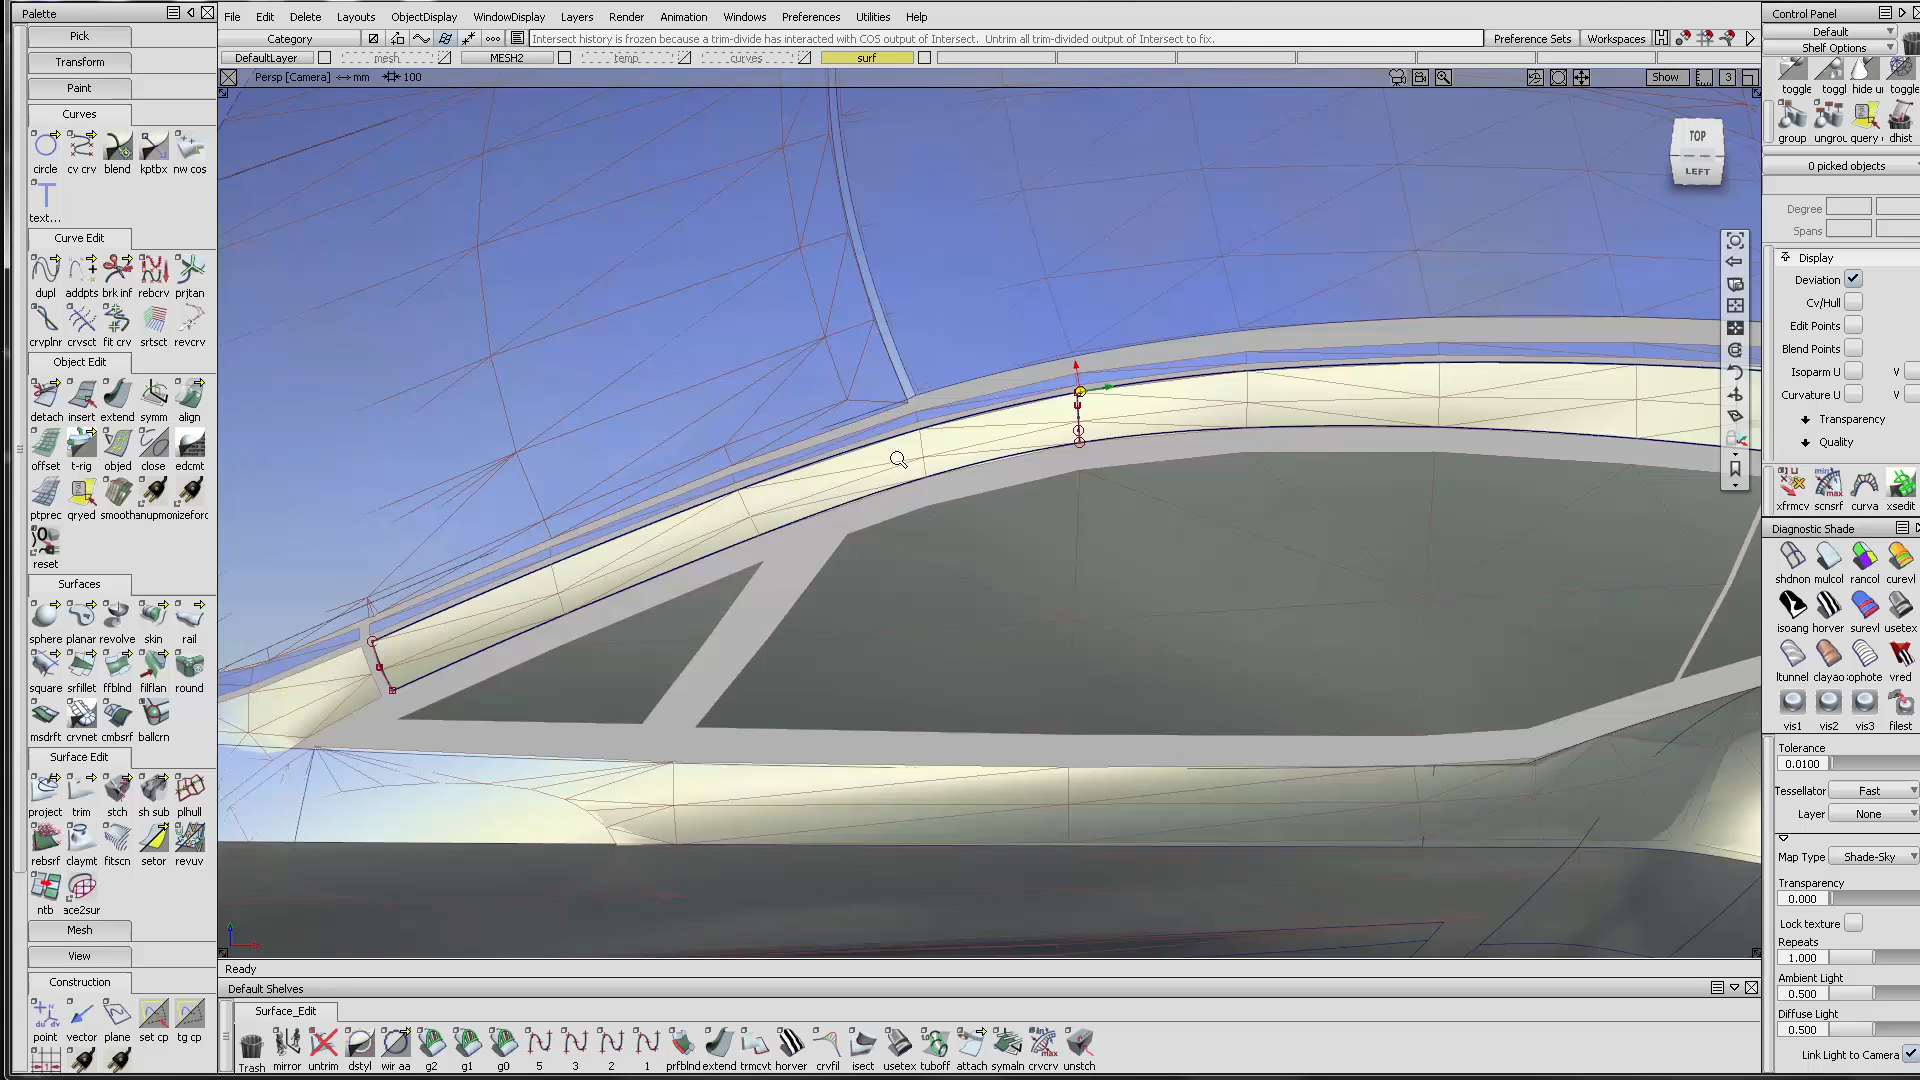 Palette
File Edit Delete Layouts ObjectDisplay WindowDisplay Layers Render Animation Windows Preferences Utilities Help
Control Panel
Category
Intersect history is frozen because a trim-divide has interacted with COS output of Intersect. Untrim all trim-divided output of Intersect to fix.
Preference Sets Workspaces
Default
Shelf Options
DefaultLayer mesh MESH2 temp curves surf
Persp [Camera] mm 100
Show 3
Pick
Transform
Paint
Curves
circle cv crv blend kptbx nw cos
text...
Curve Edit
dupl addpts brk inf rebcrv prjtan
crvplnr crvsct fit crv srtsct revcrv
Object Edit
detach insert extend symm align
offset t-rig objed close edcmt
ptprec qryed
reset
Surfaces
sphere planar revolve skin rail
square srfillet ffblnd filflan round
msdrft crvnet cmbsrf ballcrn
Surface Edit
project trim stch sh sub plhull
rebsrf claymt fitscn setor revuv
ntb ace2sur
Mesh
View
Construction
point vector plane set cp tg cp
TOP
LEFT
toggle toggl hide u toggle
group ungrou query dhist
0 picked objects
Degree
Spans
Display
Deviation
Cv/Hull
Edit Points
Blend Points
Isoparm U V
Curvature U V
Transparency
Quality
xfrmcv scnsrf curva xsedit
Diagnostic Shade
shdnon mulcol rancol curevl
isoang horver surevl usetex
ltunnel clayao ophote vred
vis1 vis2 vis3 filest
Tolerance
0.0100
Tessellator Fast
Layer None
Map Type Shade-Sky
Transparency
0.000
Lock texture
Repeats
1.000
Ambient Light
0.500
Diffuse Light
0.500
Link Light to Camera
Ready
Default Shelves
Surface_Edit
Trash mirror untrim dstyl wir aa g2 g1 g0 5 3 2 1 prfblnd extend trmcvt horver crvfil isect usetex tuboff attach symaln crvcrv unstch